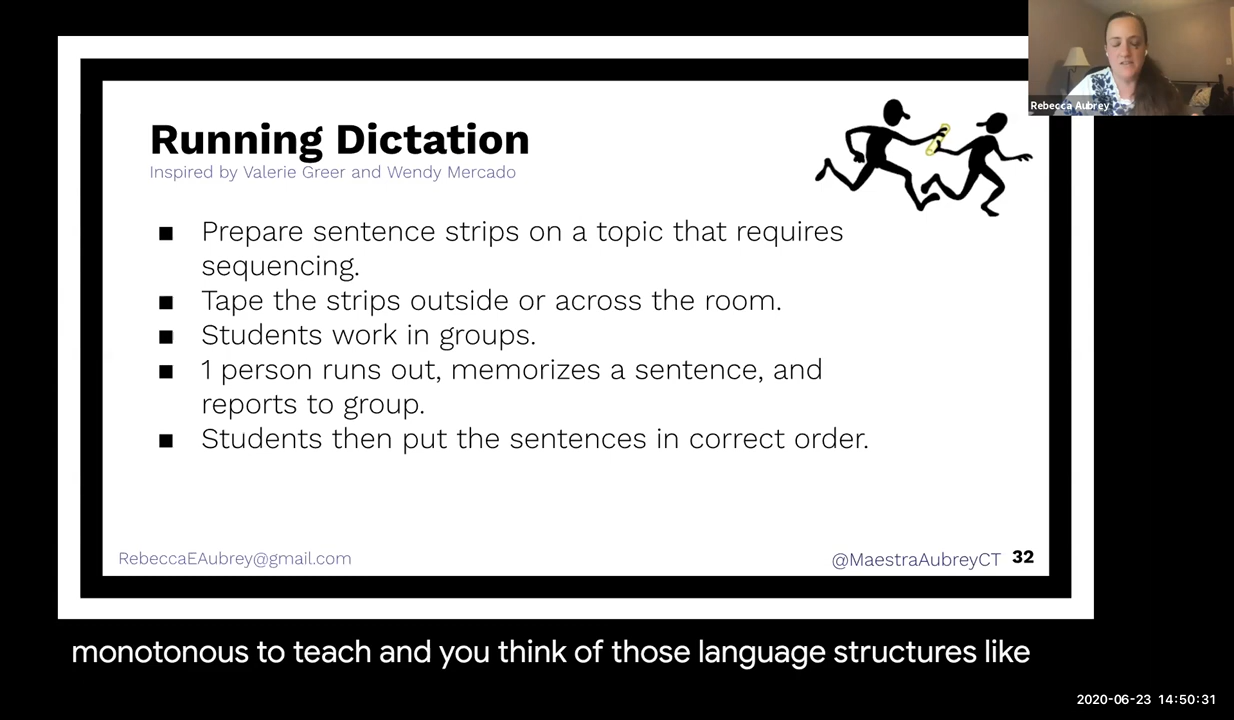 Rebecca Aubrey
Running Dictation
Inspired by Valerie Greer and Wendy Mercado
■ Prepare sentence strips on a topic that requires
sequencing.
■ Tape the strips outside or across the room.
■ Students work in groups.
■ 1 person runs out, memorizes a sentence, and
reports to group.
■ Students then put the sentences in correct order.
RebeccaEAubrey@gmail.com
@MaestraAubreyCT 32
monotonous to teach and you think of those language structures like
2020-06-23 14:50:31